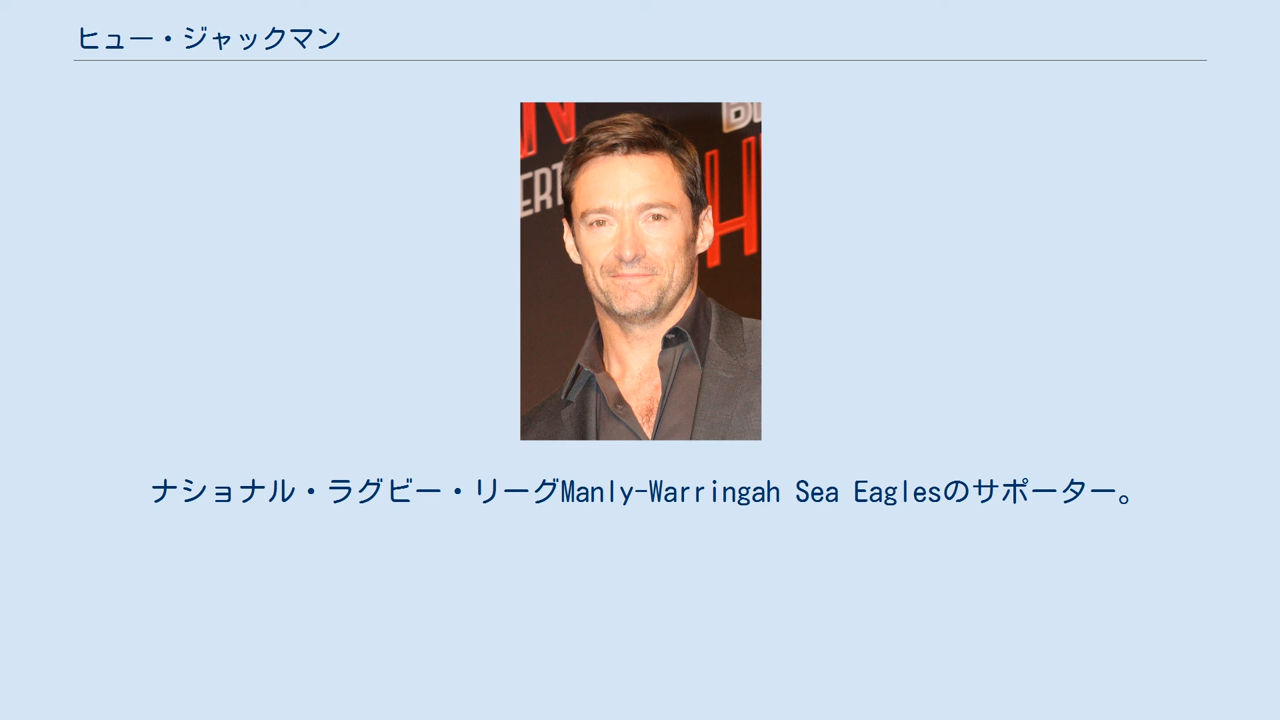 ヒュー・ジャックマン
ナショナル・ラグビー・リーグManly-Warringah Sea Eaglesのサポーター。